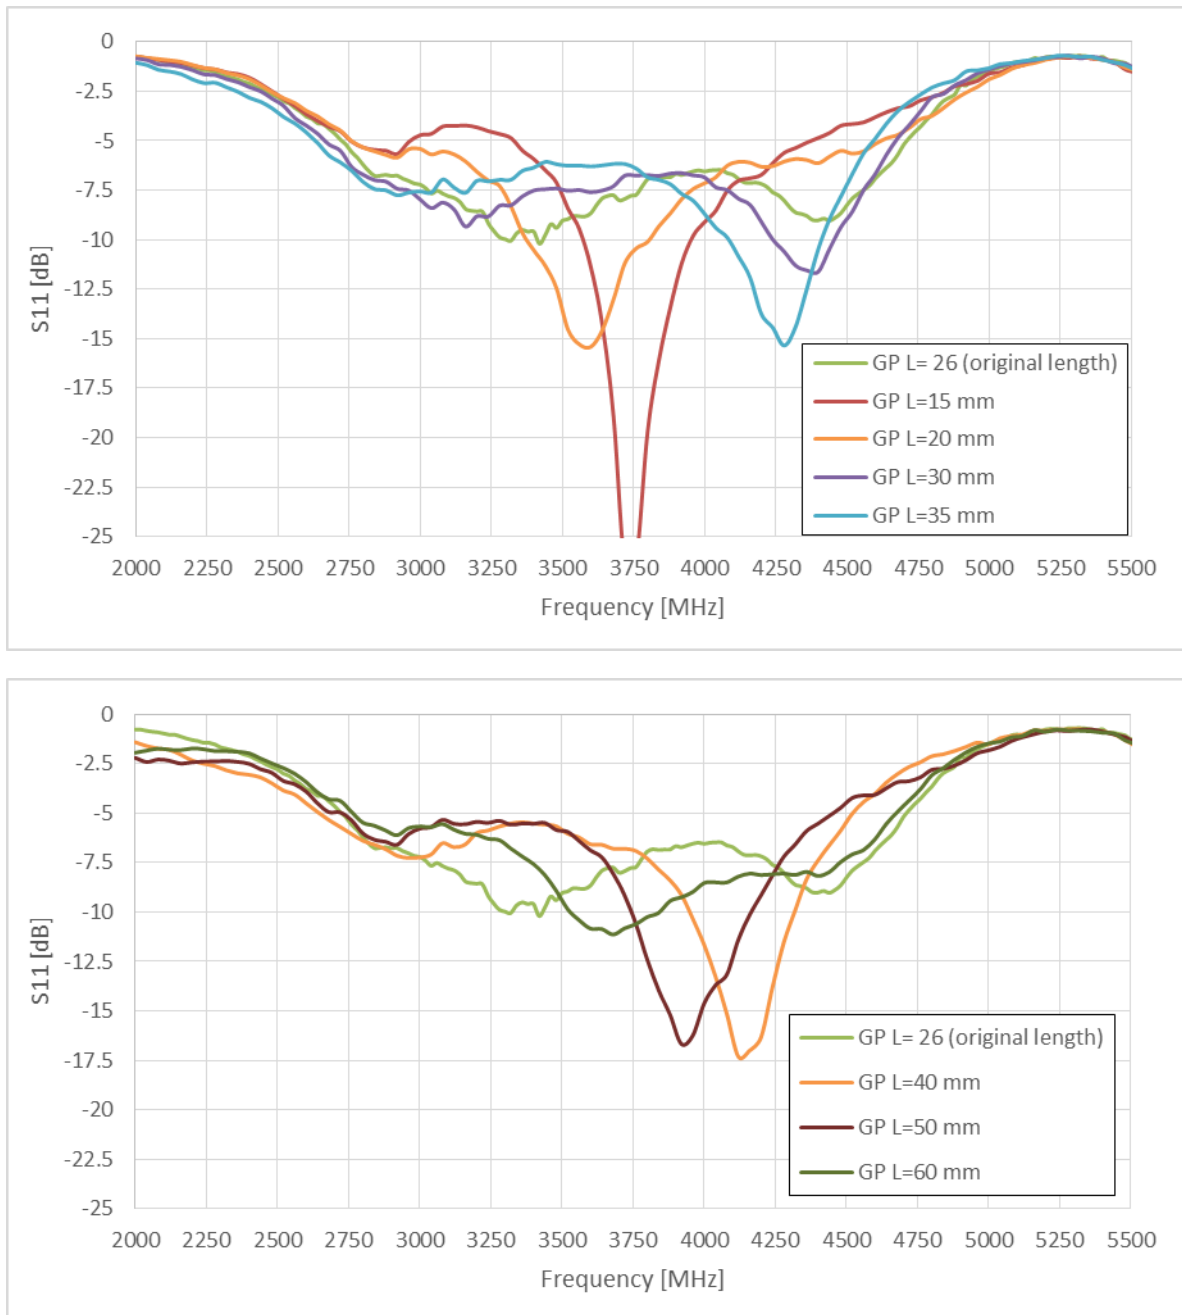 0
-2.5
-5
-7.5
-10
-12.5
-15
-17.5
-20
-22.5
-25
S11 [dB]
GP L= 26 (original length)
GP L=15 mm
GP L=20 mm
GP L=30 mm
GP L=35 mm
2000 2250 2500 2750 3000 3250 3500 3750 4000 4250 4500 4750 5000 5250 5500
Frequency [MHz]
0
-2.5
-5
-7.5
-10
-12.5
-15
-17.5
-20
-22.5
-25
S11 [dB]
GP L= 26 (original length)
GP L=40 mm
GP L=50 mm
GP L=60 mm
2000 2250 2500 2750 3000 3250 3500 3750 4000 4250 4500 4750 5000 5250 5500
Frequency [MHz]